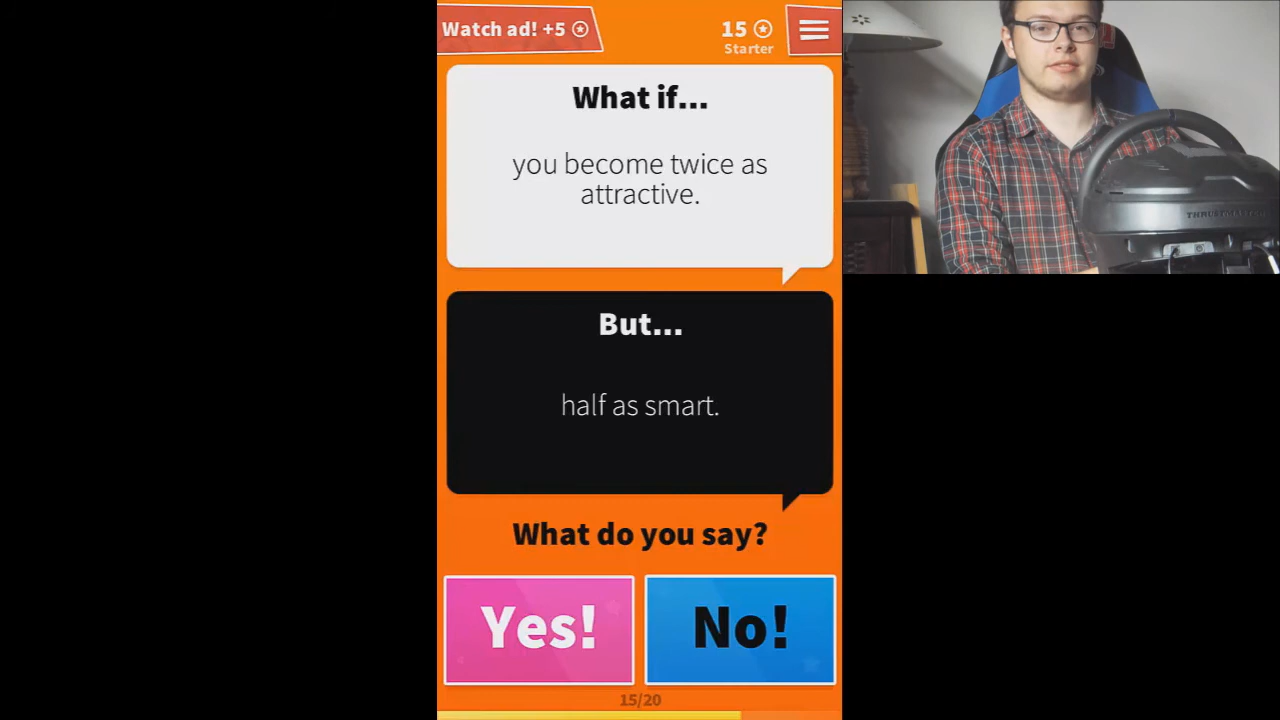 Watch ad! +5
15
Starter
What if...
you become twice as
attractive.
But...
half as smart.
What do you say?
Yes!
No!
15/20